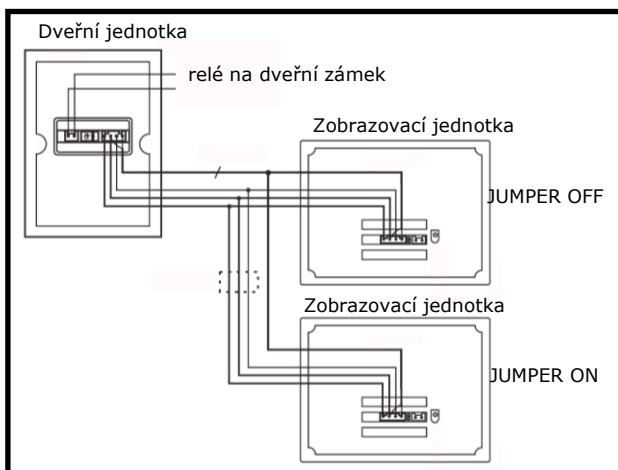 Dveřní jednotka
relé na dveřní zámek
Zobrazovací jednotka
JUMPER OFF
Zobrazovací jednotka
JUMPER ON